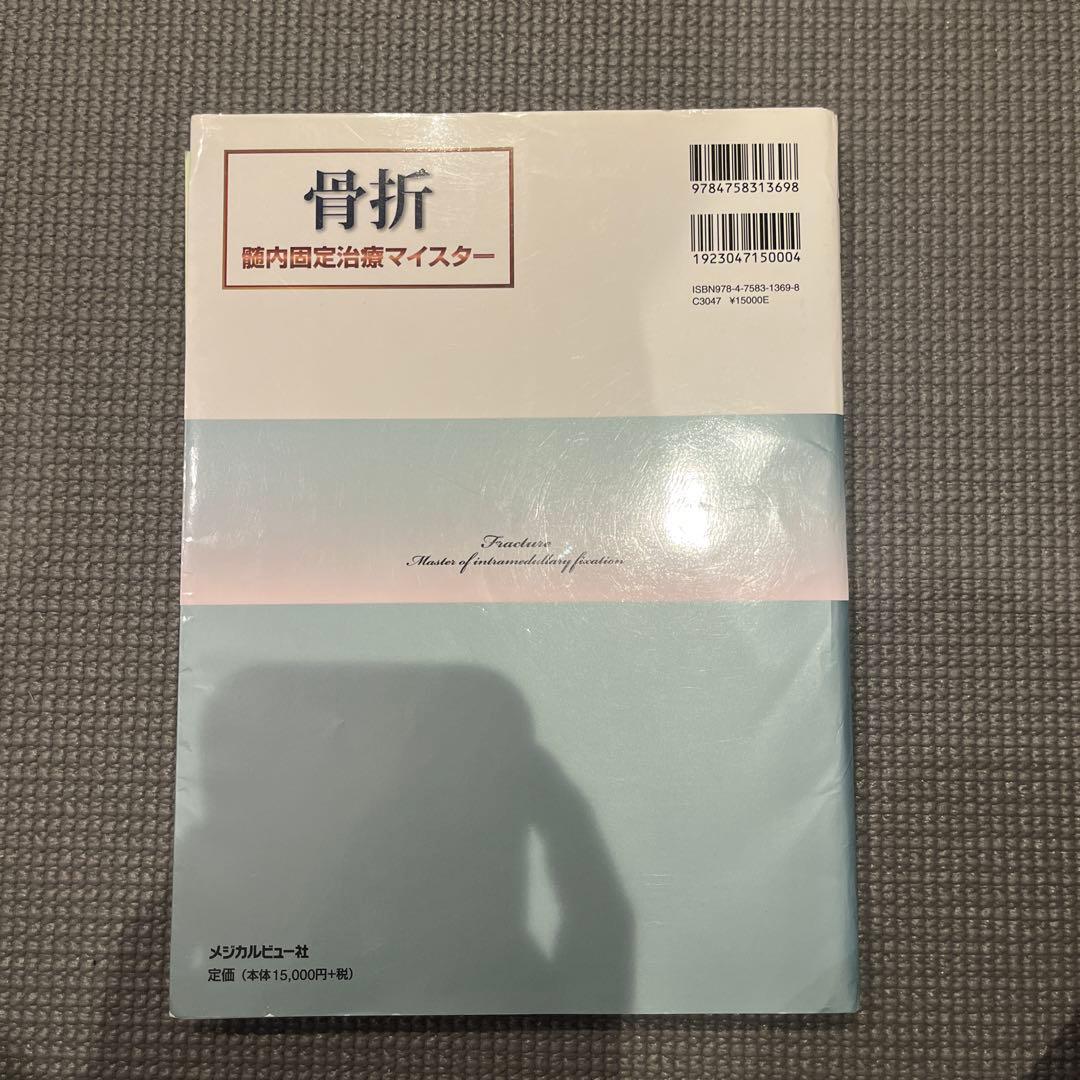 骨折
髄内固定治療マイスター
9784758313698
1923047150004
ISBN978-4-7583-1369-8
C3047 ¥15000E
Fracture
Master of intramedullary fixation
メジカルビュー社
定価（本体15,000円+税）